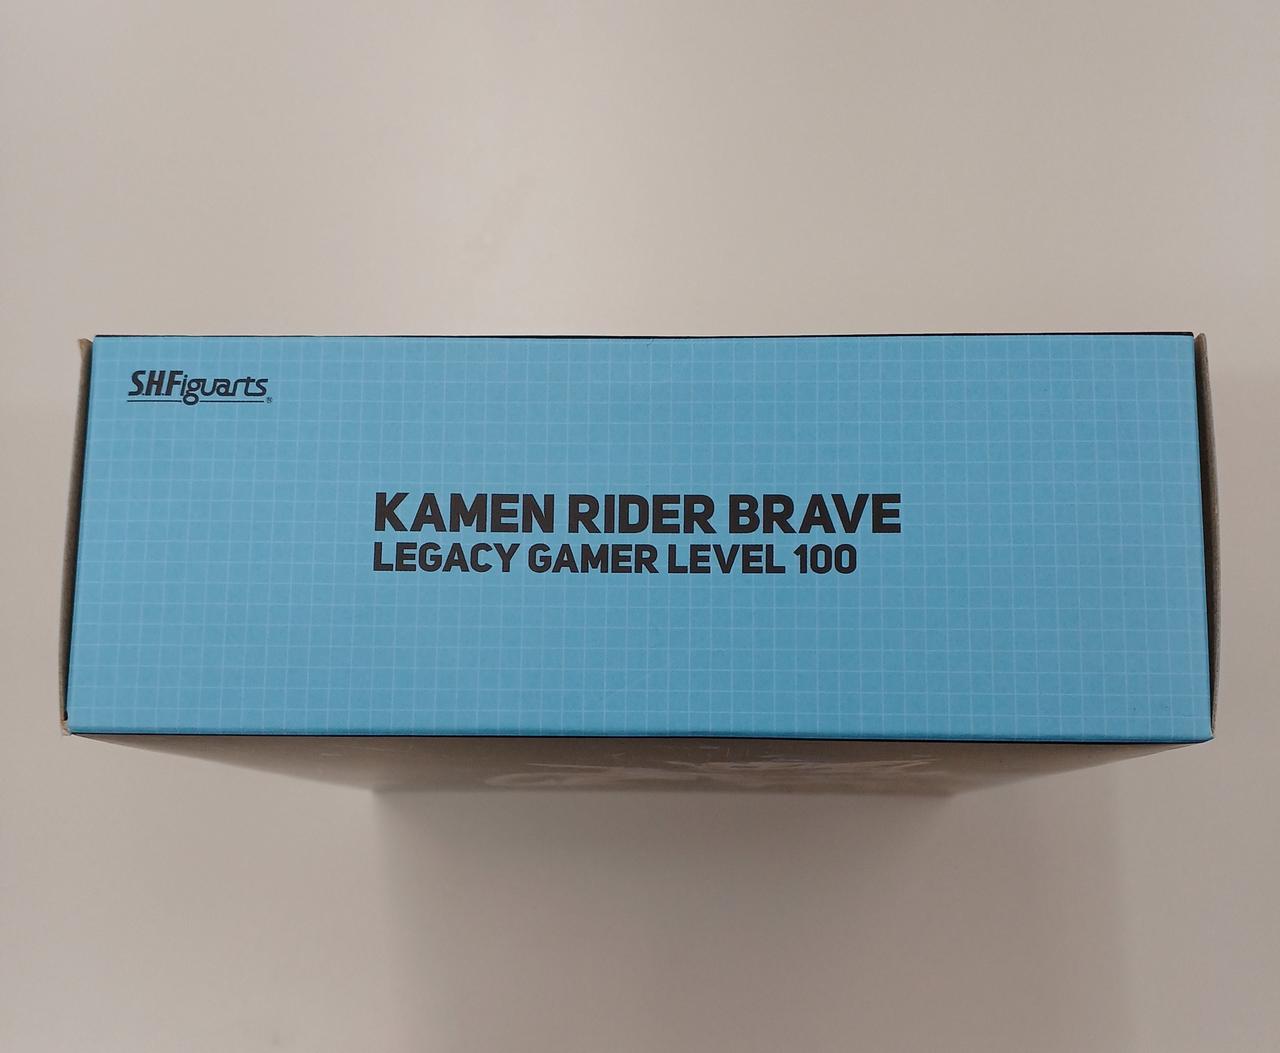 S.H.Figuarts®
KAMEN RIDER BRAVE
LEGACY GAMER LEVEL 100